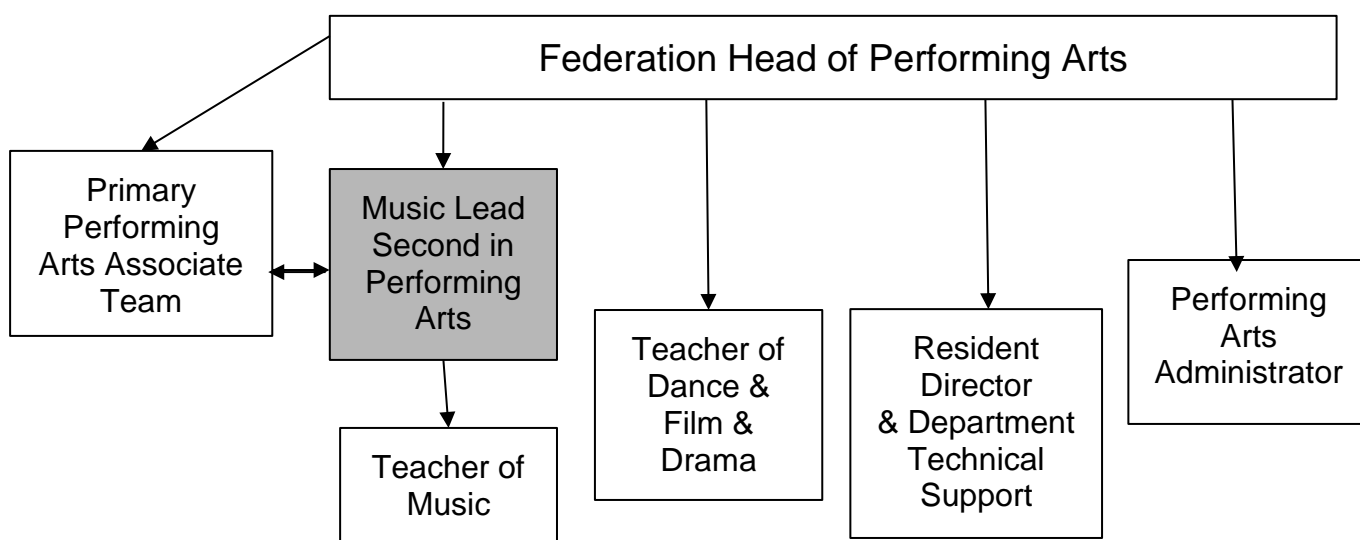 Federation Head of Performing Arts
Primary
Performing
Arts Associate
Team
Music Lead
Second in
Performing
Arts
Teacher of
Music
Teacher of
Dance &
Film &
Drama
Resident
Director
& Department
Technical
Support
Performing
Arts
Administrator